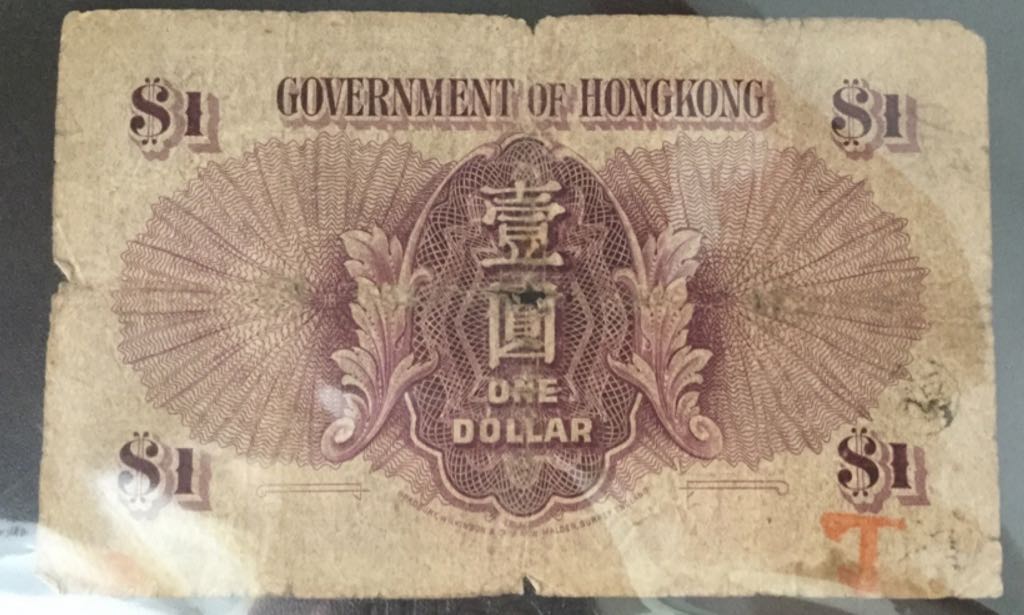 GOVERNMENT OF HONGKONG
$1 $1
壹
圓
ONE
DOLLAR
$1 $1
J